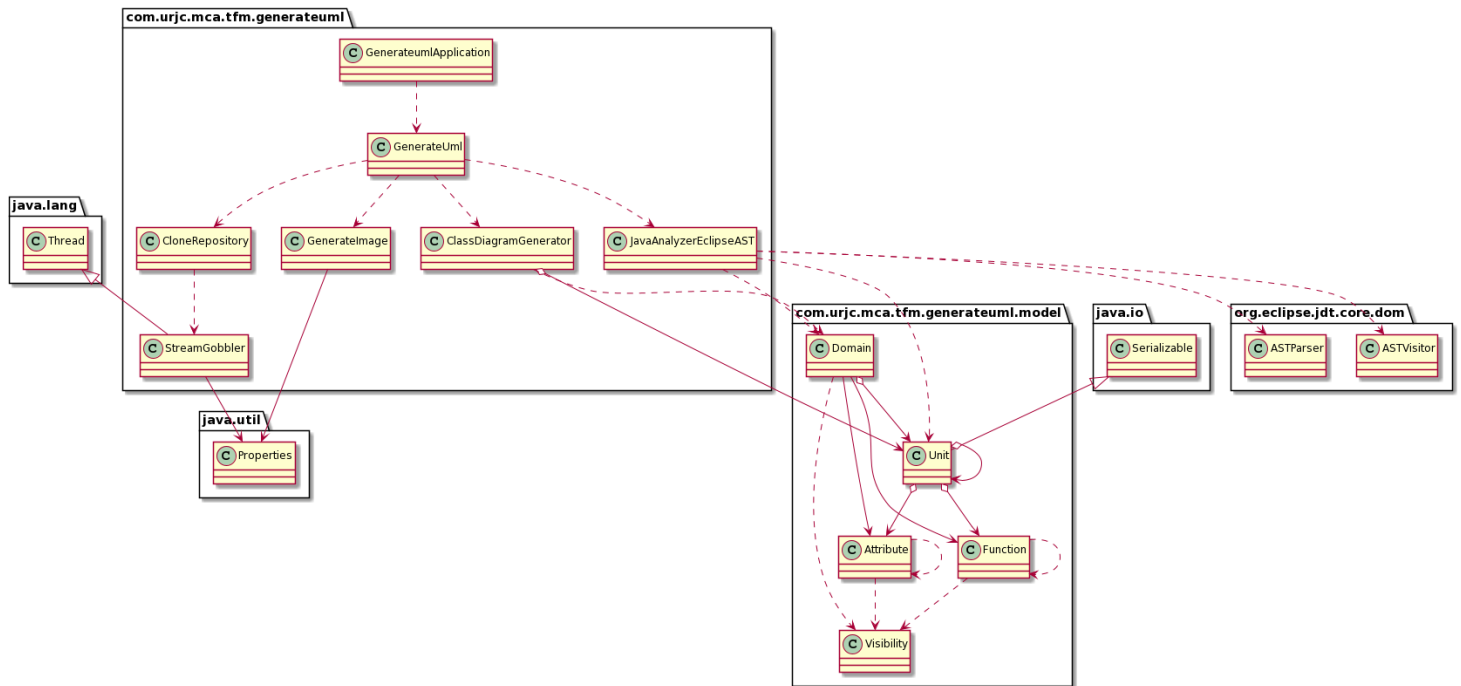 com.urjc.mca.tfm.generateuml
C GenerateumlApplication
C GenerateUml
java.lang
C Thread
C CloneRepository
C GenerateImage
C ClassDiagramGenerator
C JavaAnalyzerEclipseAST
com.urjc.mca.tfm.generateuml.model
java.io
org.eclipse.jdt.core.dom
C StreamGobbler
C Domain
C Serializable
C ASTParser
C ASTVisitor
java.util
C Properties
C Unit
C Attribute
C Function
C Visibility